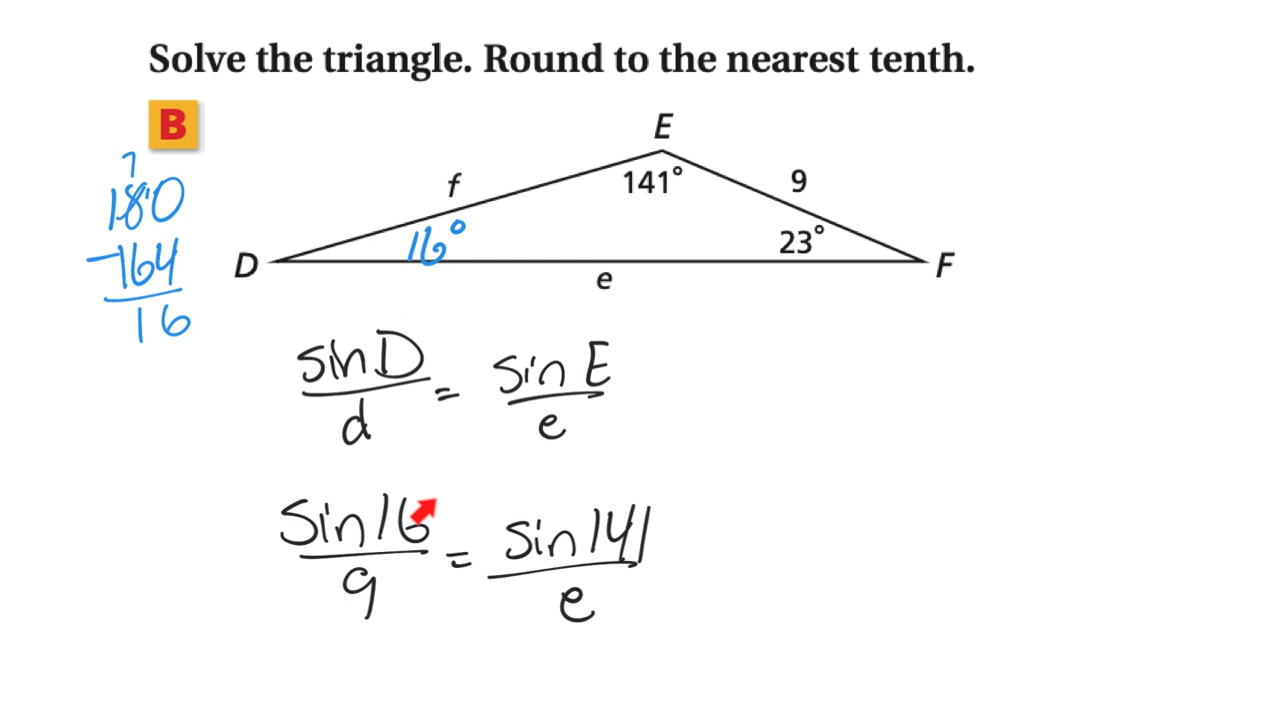 Solve the triangle. Round to the nearest tenth.
B
E
7
180
f
141°
9
-164
16°
23°
D
F
e
16
sin D / d = sin E / e
sin 16 / 9 = sin 141 / e